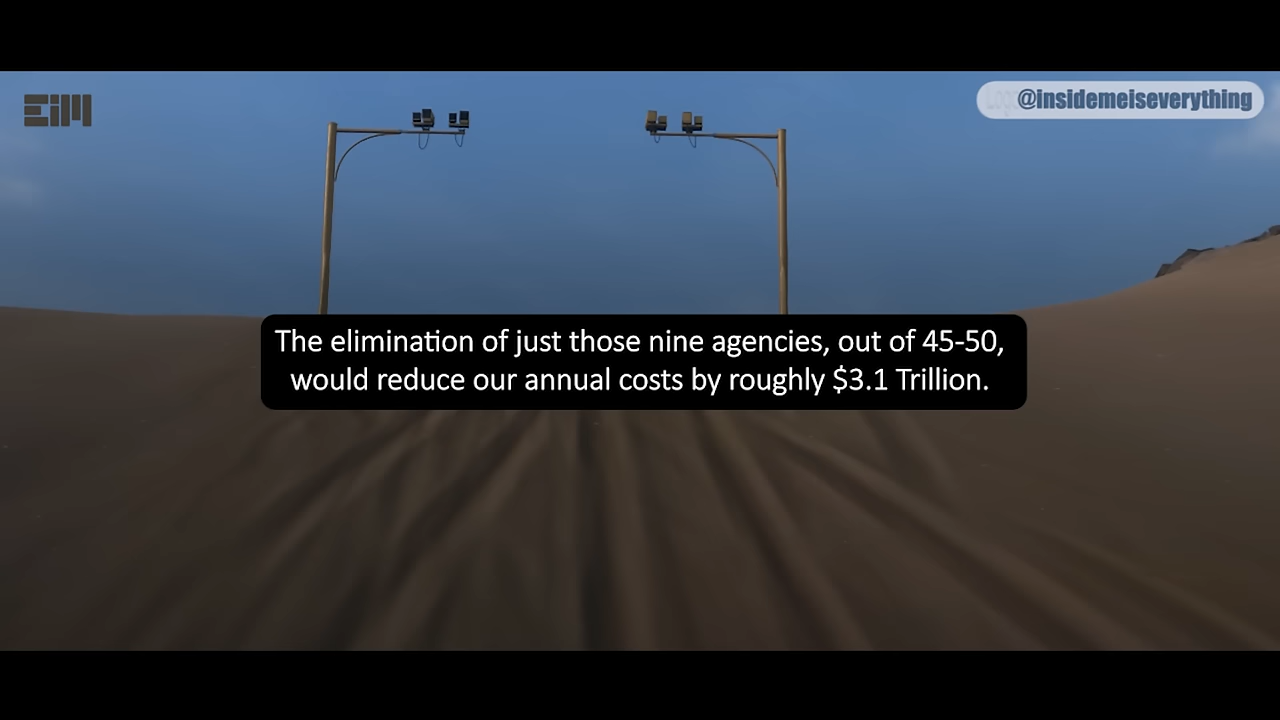 EiM
@insidemeiseverything
The elimination of just those nine agencies, out of 45-50,
would reduce our annual costs by roughly $3.1 Trillion.